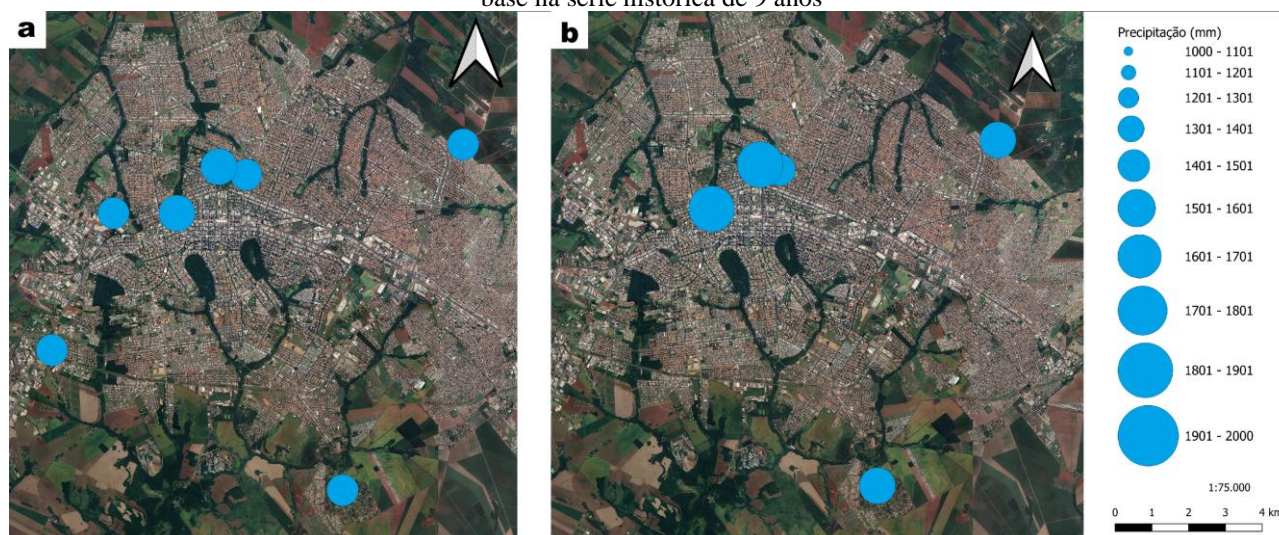 base na série histórica de 9 anos
a
b
Precipitação (mm)
1000 - 1101
1101 - 1201
1201 - 1301
1301 - 1401
1401 - 1501
1501 - 1601
1601 - 1701
1701 - 1801
1801 - 1901
1901 - 2000
1:75.000
0 1 2 3 4 km